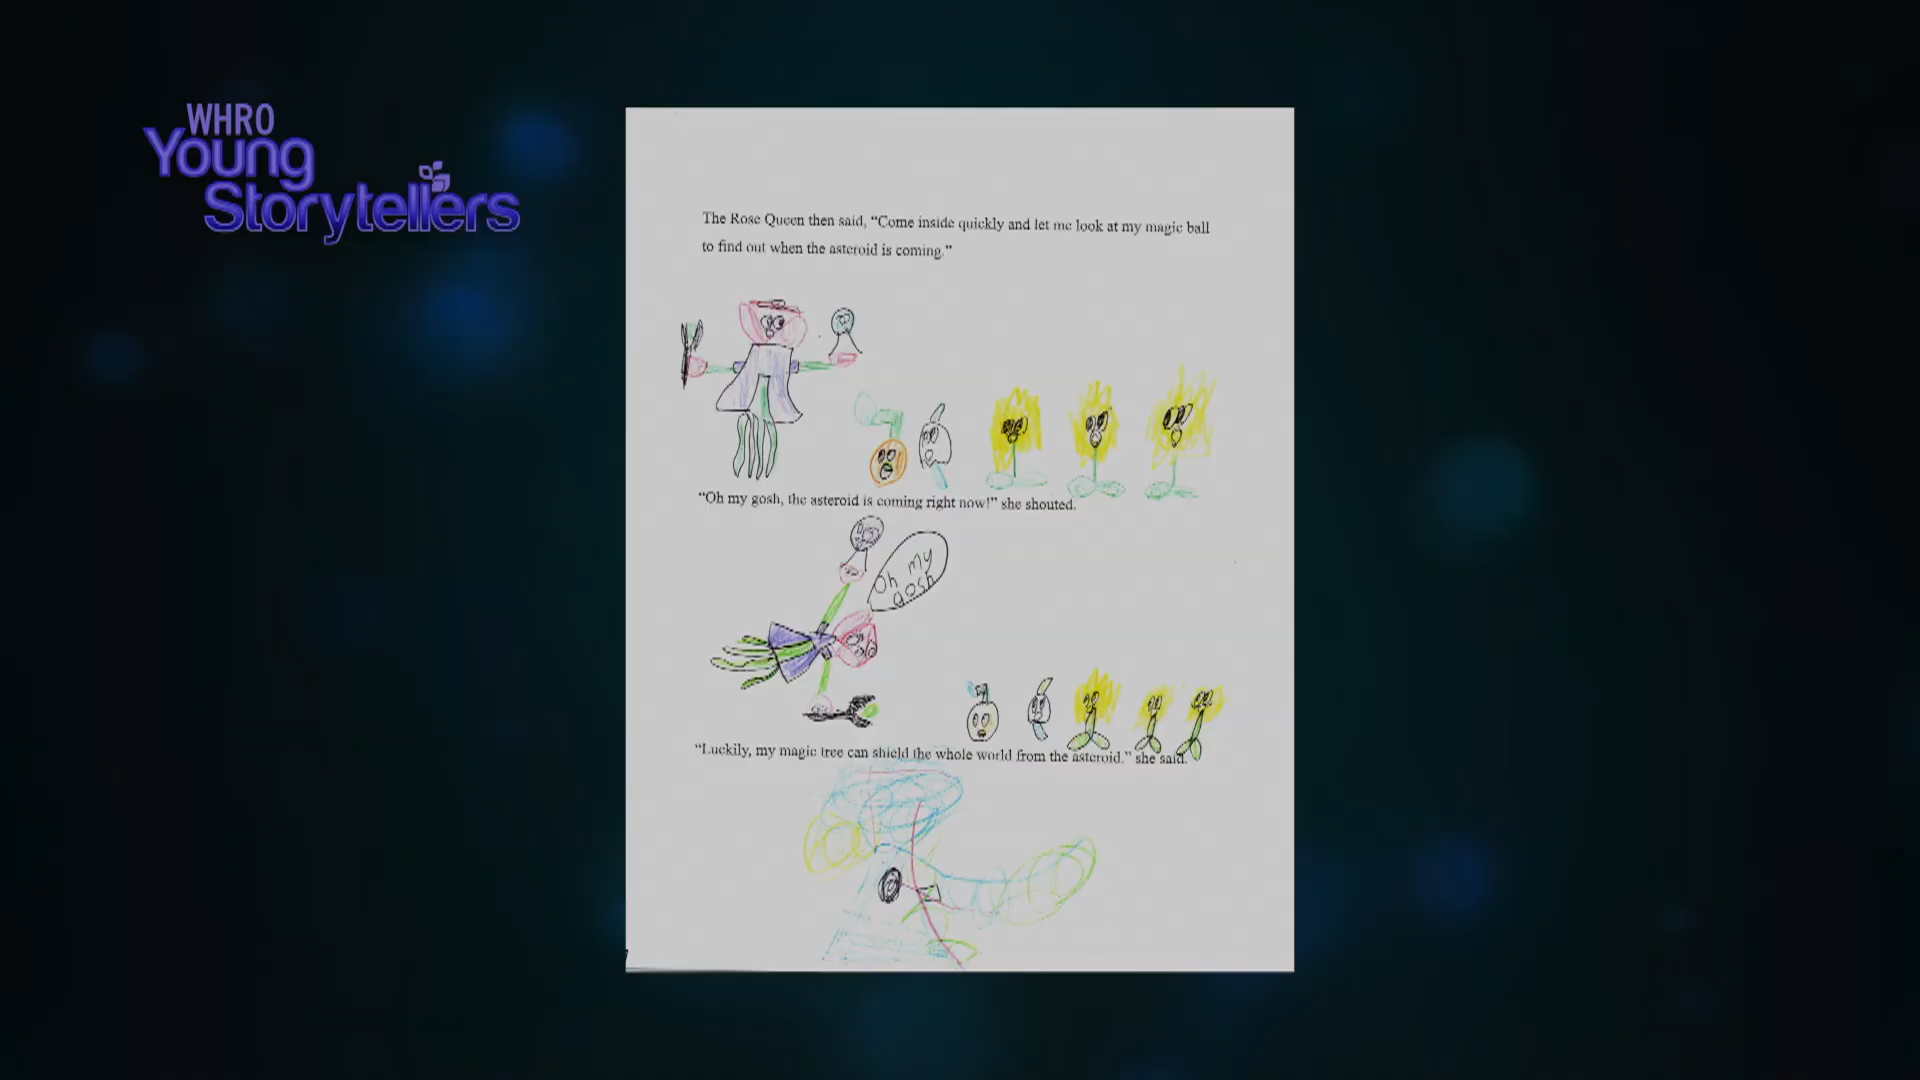 WHRO
Young
Storytellers
The Rose Queen then said, “Come inside quickly and let me look at my magic ball
to find out when the asteroid is coming.”
“Oh my gosh, the asteroid is coming right now!” she shouted.
Oh my
gosh
“Luckily, my magic tree can shield the whole world from the asteroid.” she said.